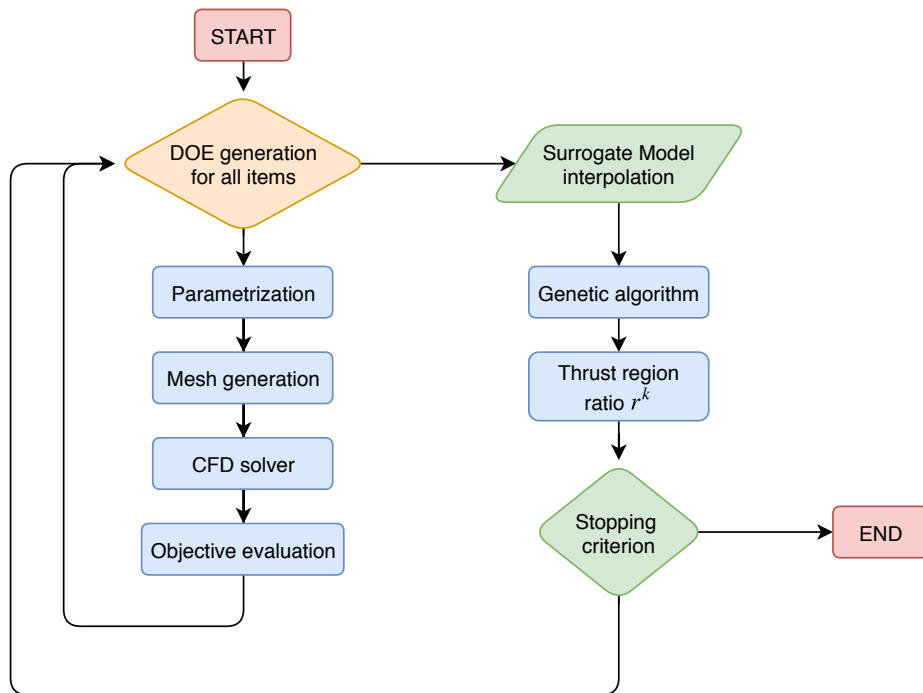 START
DOE generation
for all items
Parametrization
Mesh generation
CFD solver
Objective evaluation
Surrogate Model
interpolation
Genetic algorithm
Thrust region
ratio r^k
Stopping
criterion
END